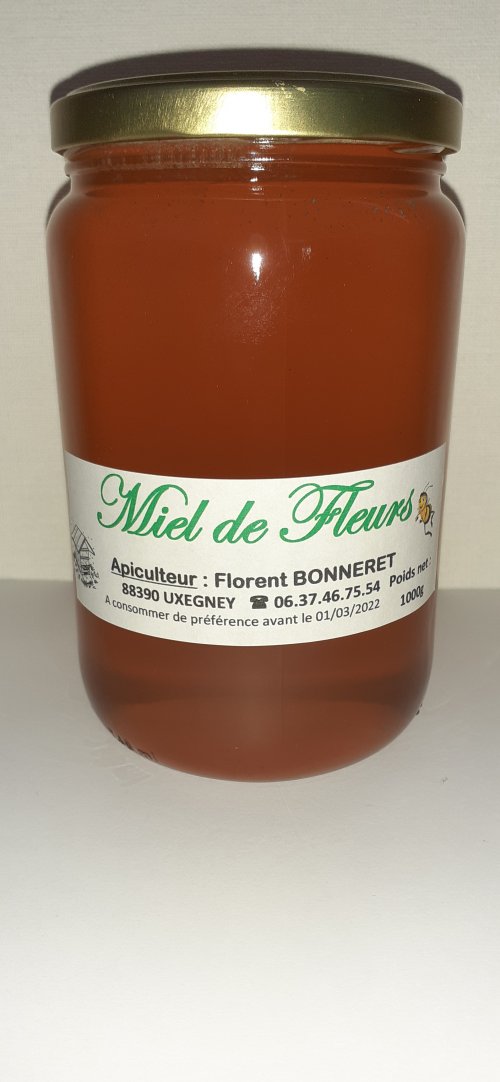 Miel de Fleurs
Apiculteur : Florent BONNERET
88390 UXEGNEY ☎ 06.37.46.75.54
A consommer de préférence avant le 01/03/2022
Poids net :
1000g